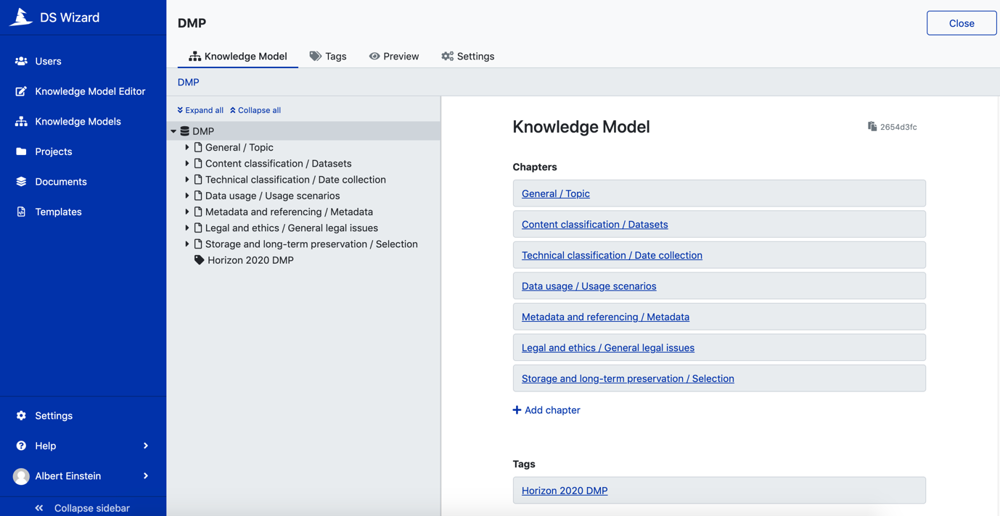 DS Wizard
Users
Knowledge Model Editor
Knowledge Models
Projects
Documents
Templates
Settings
Help
Albert Einstein
Collapse sidebar
DMP
Close
Knowledge Model
Tags
Preview
Settings
DMP
Expand all
Collapse all
DMP
General / Topic
Content classification / Datasets
Technical classification / Date collection
Data usage / Usage scenarios
Metadata and referencing / Metadata
Legal and ethics / General legal issues
Storage and long-term preservation / Selection
Horizon 2020 DMP
Knowledge Model
2654d3fc
Chapters
General / Topic
Content classification / Datasets
Technical classification / Date collection
Data usage / Usage scenarios
Metadata and referencing / Metadata
Legal and ethics / General legal issues
Storage and long-term preservation / Selection
Add chapter
Tags
Horizon 2020 DMP